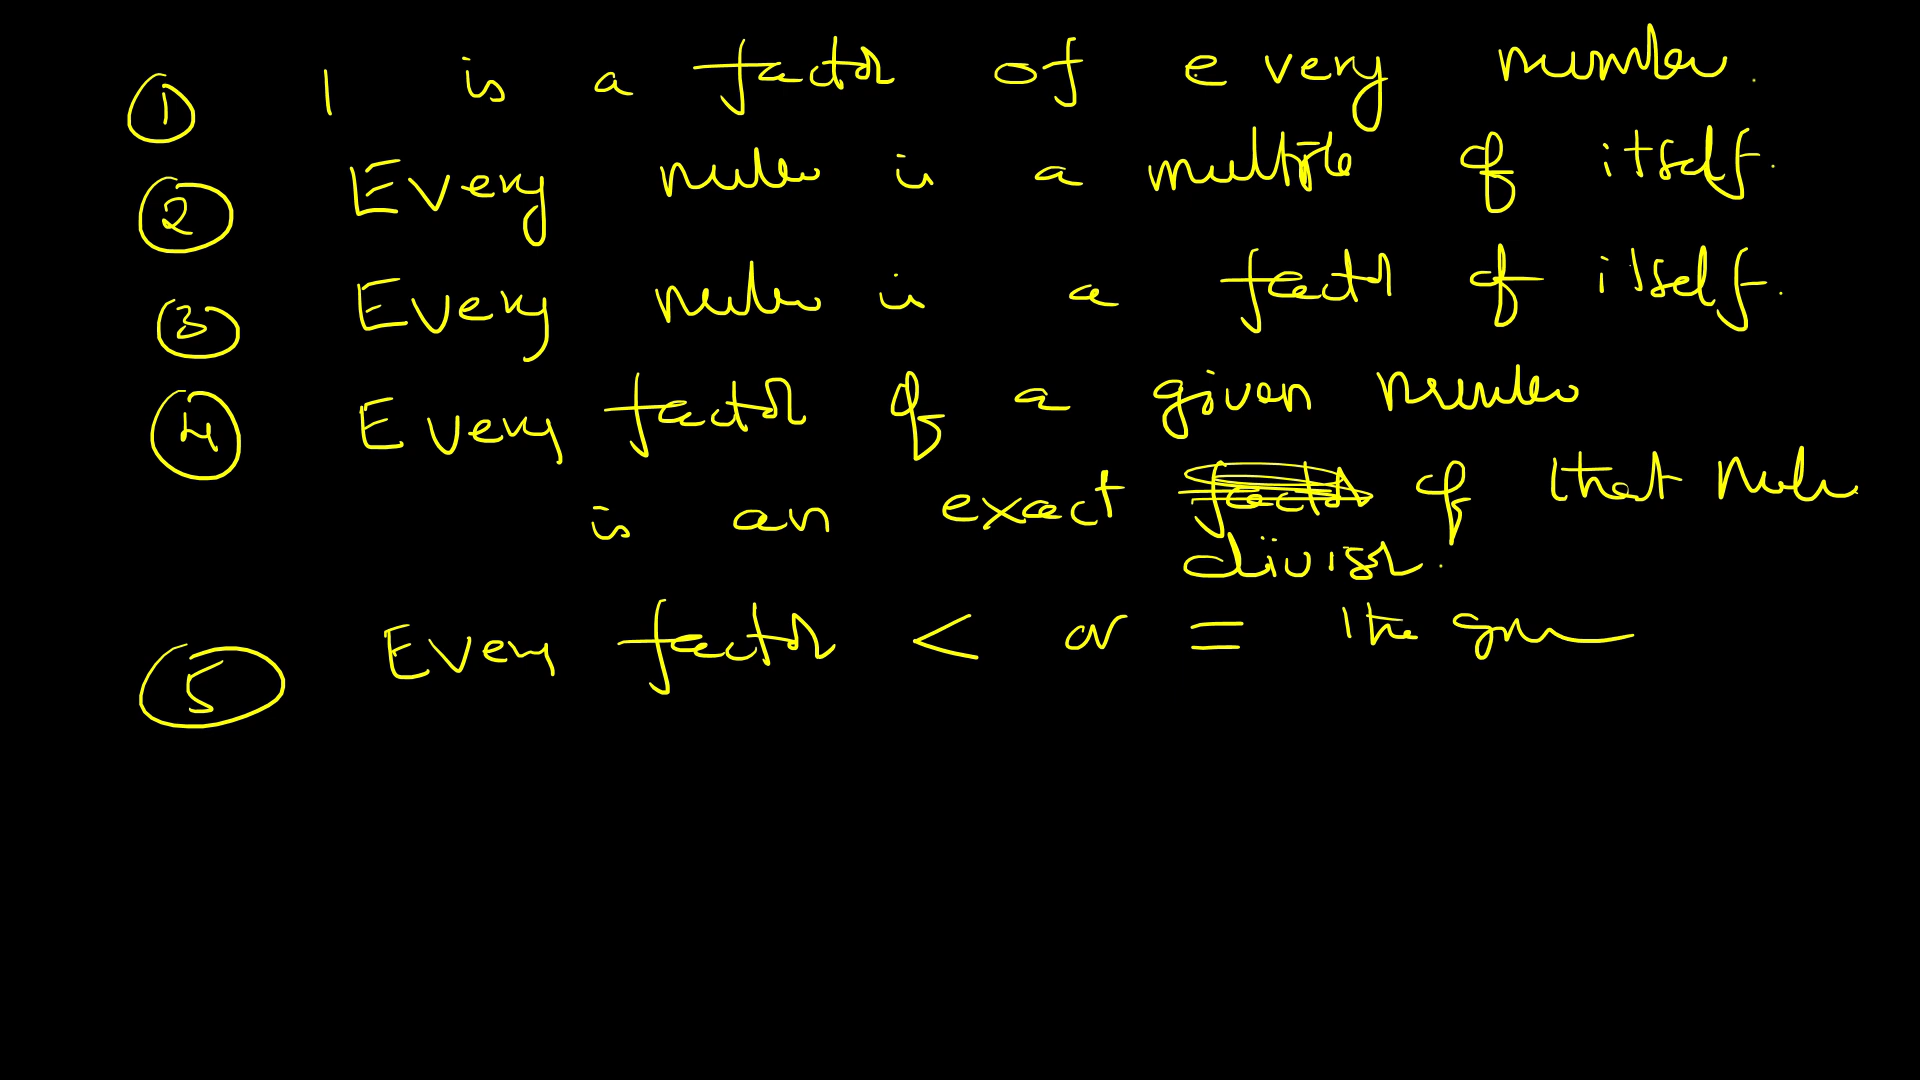 ① 1 is a factor of every number.
② Every number is a multiple of itself.
③ Every number is a factor of itself.
④ Every factor of a given number
is an exact factor of that number
divisor.
⑤ Every factor < or = the